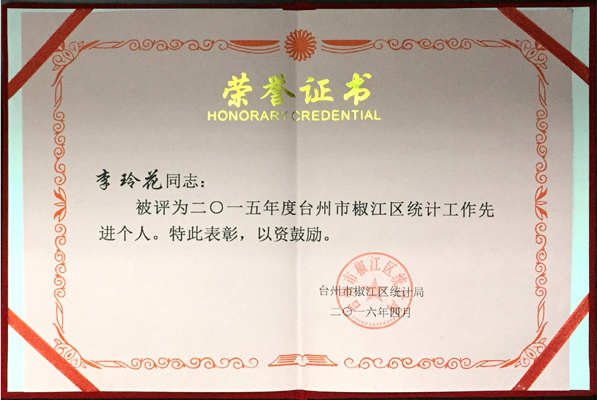 荣誉证书
HONORARY CREDENTIAL
李玲花同志：
被评为二〇一五年度台州市椒江区统计工作先
进个人。特此表彰，以资鼓励。
台州市椒江区统计局
二〇一六年四月